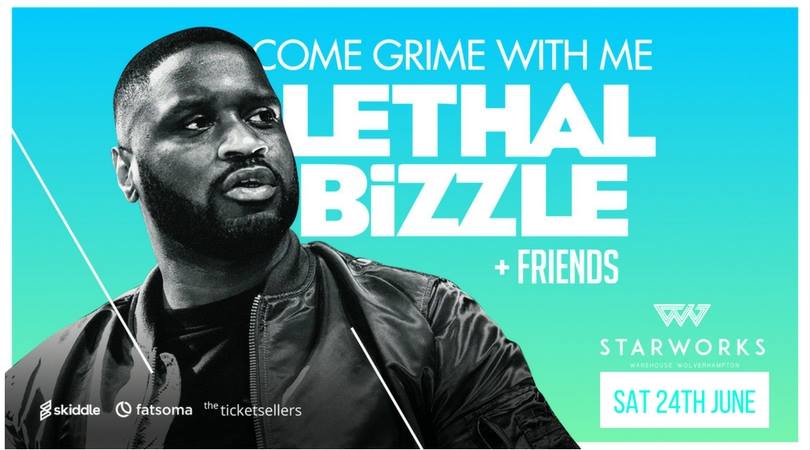 COME GRIME WITH ME
LETHAL
BiZZLE
+ FRIENDS
STARWORKS
WAREHOUSE WOLVERHAMPTON
SAT 24TH JUNE
skiddle fatsoma the ticketsellers